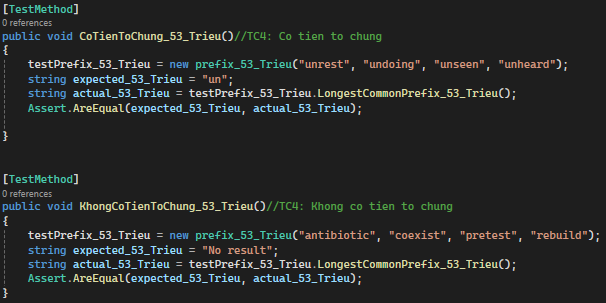 [TestMethod]
0 references
public void CoTienToChung_53_Trieu()//TC4: Co tien to chung
{
testPrefix_53_Trieu = new prefix_53_Trieu("unrest", "undoing", "unseen", "unheard");
string expected_53_Trieu = "un";
string actual_53_Trieu = testPrefix_53_Trieu.LongestCommonPrefix_53_Trieu();
Assert.AreEqual(expected_53_Trieu, actual_53_Trieu);
}
[TestMethod]
0 references
public void KhongCoTienToChung_53_Trieu()//TC4: Khong co tien to chung
{
testPrefix_53_Trieu = new prefix_53_Trieu("antibiotic", "coexist", "pretest", "rebuild");
string expected_53_Trieu = "No result";
string actual_53_Trieu = testPrefix_53_Trieu.LongestCommonPrefix_53_Trieu();
Assert.AreEqual(expected_53_Trieu, actual_53_Trieu);
}